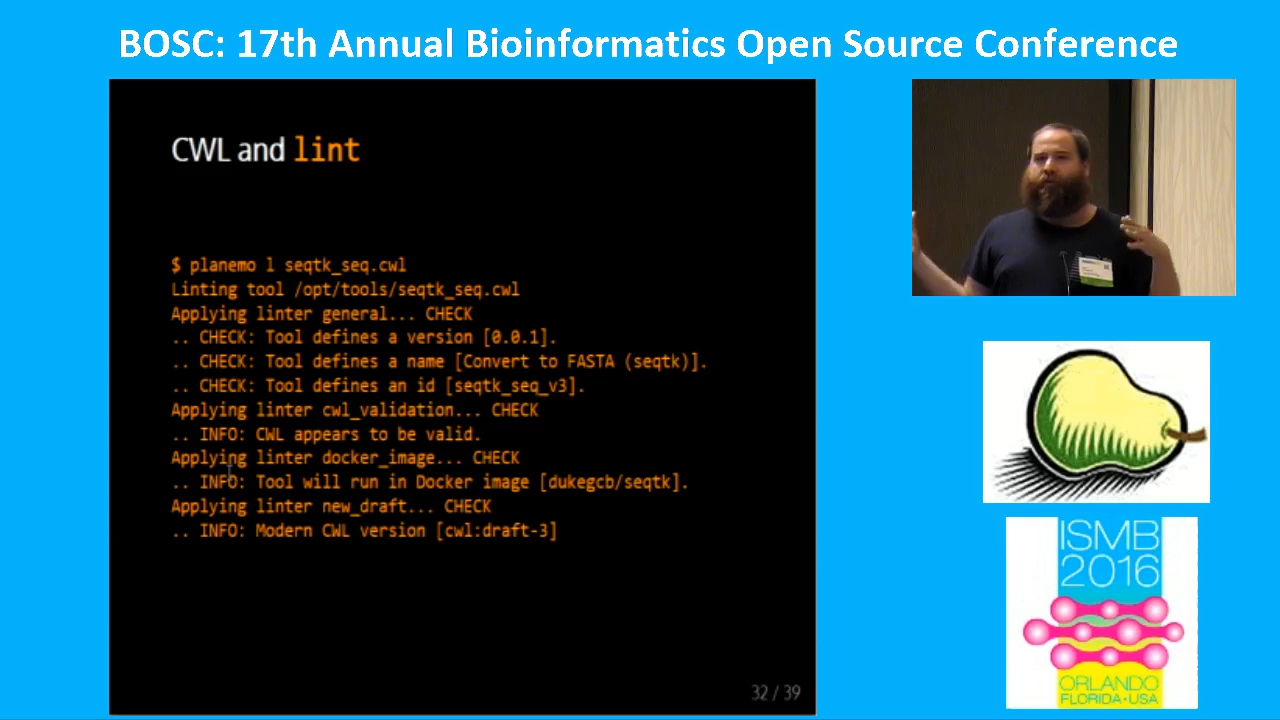 BOSC: 17th Annual Bioinformatics Open Source Conference
CWL and lint
$ planemo l seqtk_seq.cwl
Linting tool /opt/tools/seqtk_seq.cwl
Applying linter general... CHECK
.. CHECK: Tool defines a version [0.0.1].
.. CHECK: Tool defines a name [Convert to FASTA (seqtk)].
.. CHECK: Tool defines an id [seqtk_seq_v3].
Applying linter cwl_validation... CHECK
.. INFO: CWL appears to be valid.
Applying linter docker_image... CHECK
.. INFO: Tool will run in Docker image [dukegcb/seqtk].
Applying linter new_draft... CHECK
.. INFO: Modern CWL version [cwl:draft-3]
32 / 39
ISMB
2016
ORLANDO
FLORIDA•USA